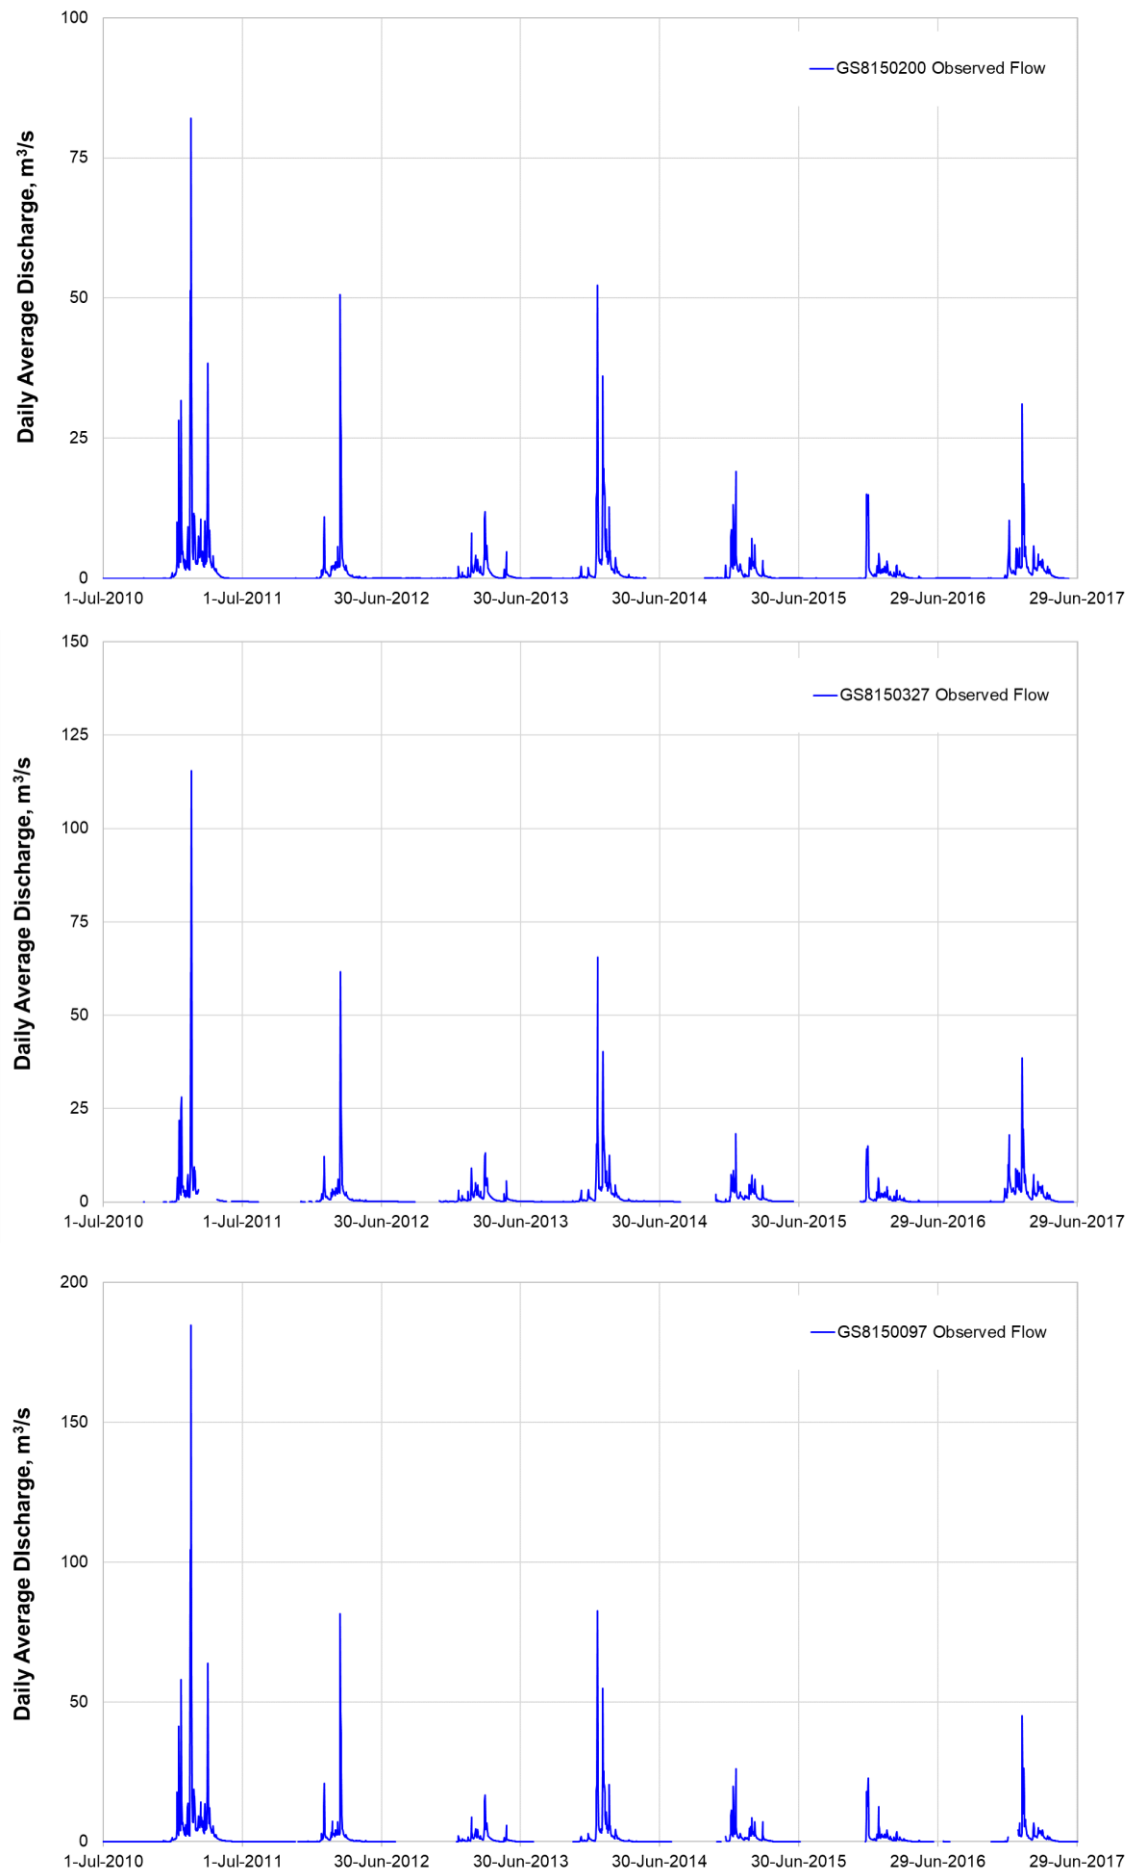 100
GS8150200 Observed Flow
75
Daily Average Discharge, m³/s
50
25
0
1-Jul-2010 1-Jul-2011 30-Jun-2012 30-Jun-2013 30-Jun-2014 30-Jun-2015 29-Jun-2016 29-Jun-2017
150
GS8150327 Observed Flow
125
100
Daily Average Discharge, m³/s
75
50
25
0
1-Jul-2010 1-Jul-2011 30-Jun-2012 30-Jun-2013 30-Jun-2014 30-Jun-2015 29-Jun-2016 29-Jun-2017
200
GS8150097 Observed Flow
150
Daily Average DIscharge, m³/s
100
50
0
1-Jul-2010 1-Jul-2011 30-Jun-2012 30-Jun-2013 30-Jun-2014 30-Jun-2015 29-Jun-2016 29-Jun-2017